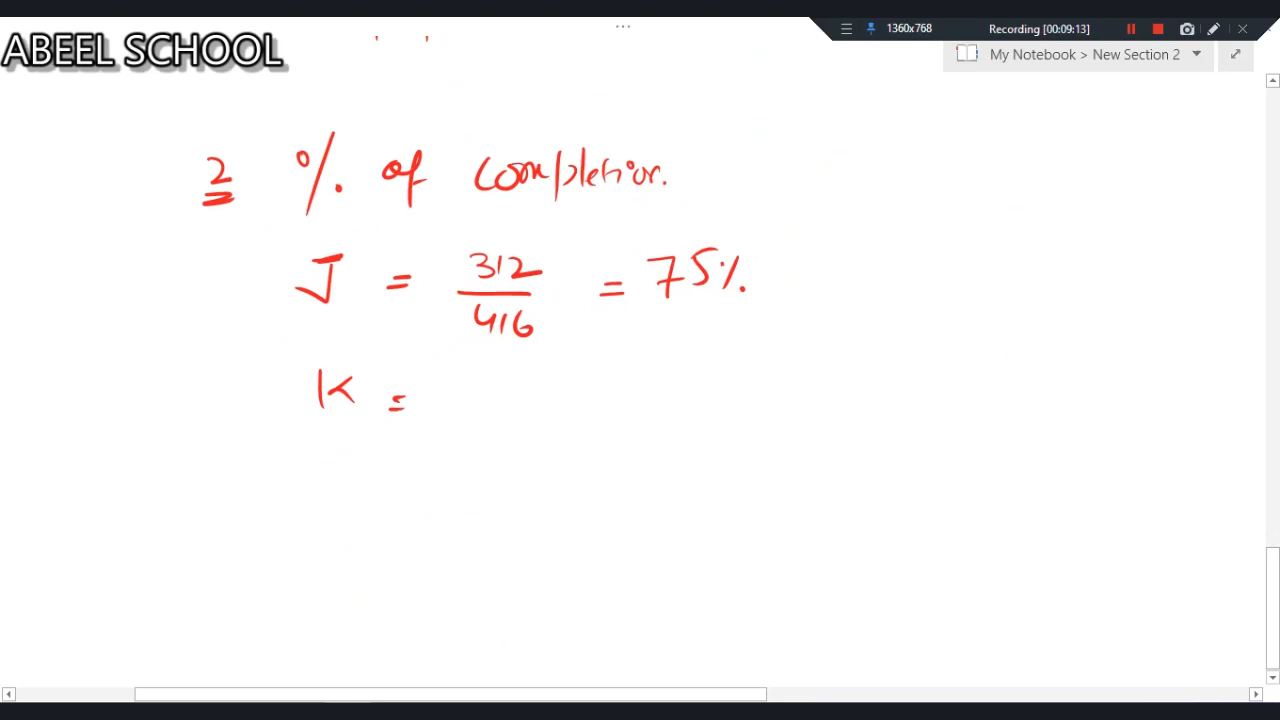 1360x768 Recording [00:09:13]
ABEEL SCHOOL
My Notebook > New Section 2
2 % of completion.
J = 312/416 = 75%.
K =